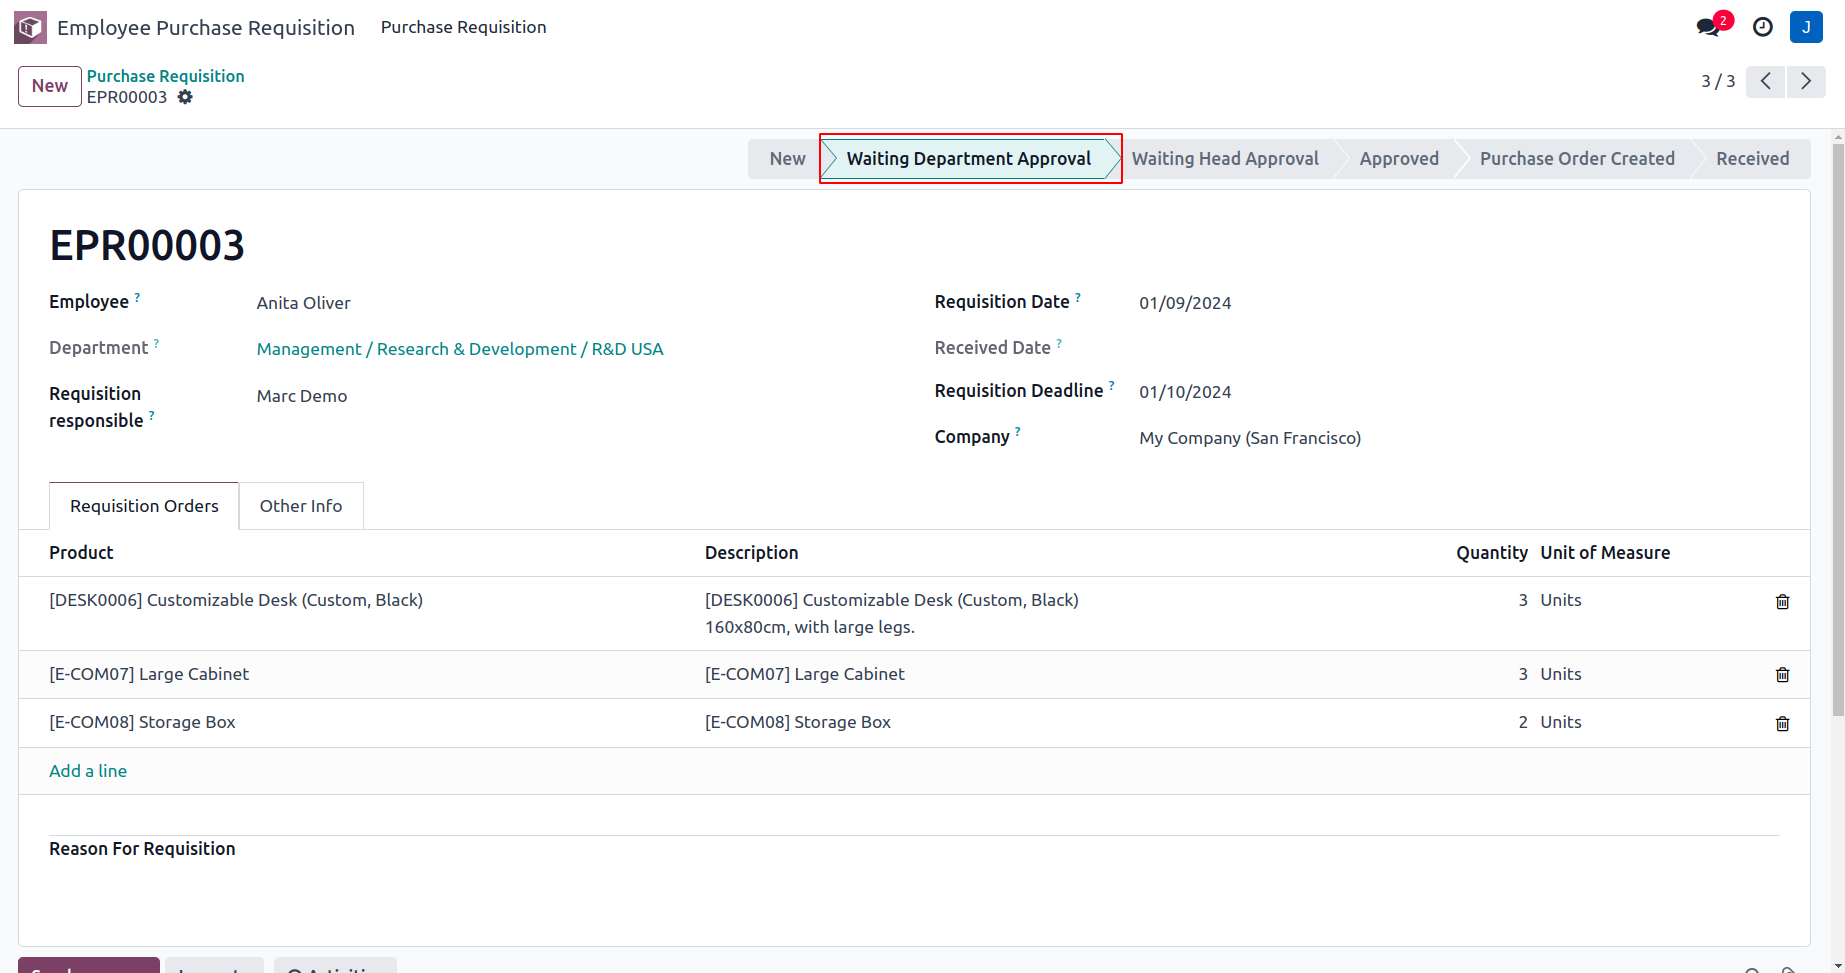 Employee Purchase Requisition
Purchase Requisition
2
J
New
Purchase Requisition
EPR00003
3 / 3
New
Waiting Department Approval
Waiting Head Approval
Approved
Purchase Order Created
Received
EPR00003
Employee ?
Anita Oliver
Requisition Date ?
01/09/2024
Department ?
Management / Research & Development / R&D USA
Received Date ?
Requisition
responsible ?
Marc Demo
Requisition Deadline ?
01/10/2024
Company ?
My Company (San Francisco)
Requisition Orders
Other Info
Product Description Quantity Unit of Measure
[DESK0006] Customizable Desk (Custom, Black) [DESK0006] Customizable Desk (Custom, Black) 3 Units
160x80cm, with large legs.
[E-COM07] Large Cabinet [E-COM07] Large Cabinet 3 Units
[E-COM08] Storage Box [E-COM08] Storage Box 2 Units
Add a line
Reason For Requisition